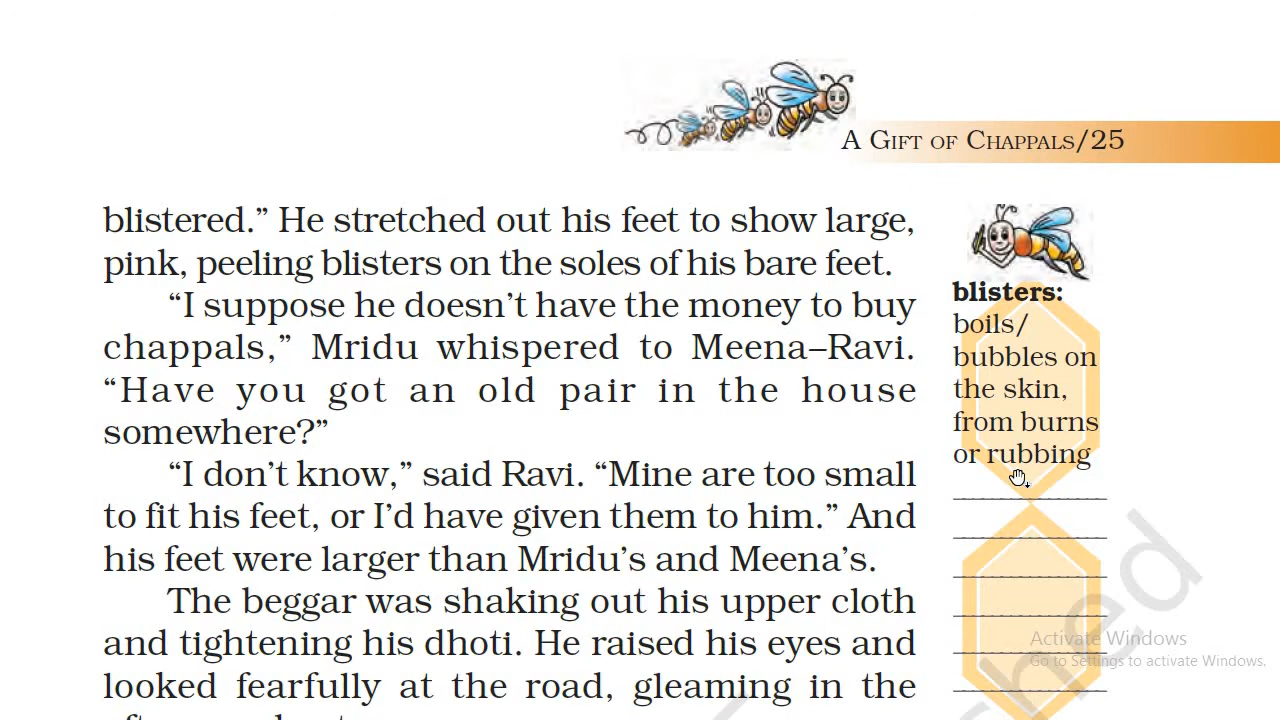 A Gift of Chappals/25
blistered.” He stretched out his feet to show large,
pink, peeling blisters on the soles of his bare feet.
“I suppose he doesn’t have the money to buy
chappals,” Mridu whispered to Meena–Ravi.
“Have you got an old pair in the house
somewhere?”
“I don’t know,” said Ravi. “Mine are too small
to fit his feet, or I’d have given them to him.” And
his feet were larger than Mridu’s and Meena’s.
The beggar was shaking out his upper cloth
and tightening his dhoti. He raised his eyes and
looked fearfully at the road, gleaming in the
blisters:
boils/
bubbles on
the skin,
from burns
or rubbing
Activate Windows
Go to Settings to activate Windows.